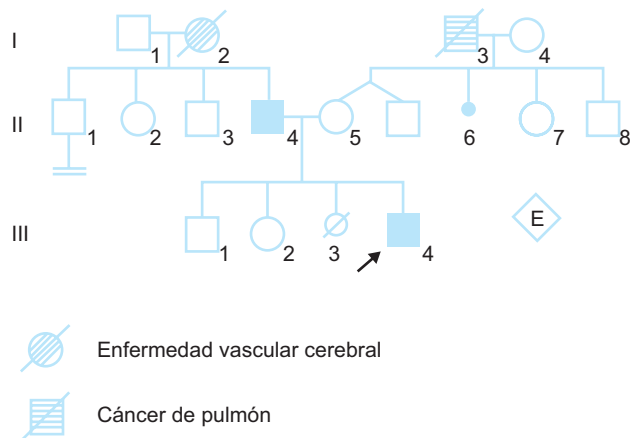 I
1 2 3 4
II
1 2 3 4 5 6 7 8
III
1 2 3 4
E
Enfermedad vascular cerebral
Cáncer de pulmón